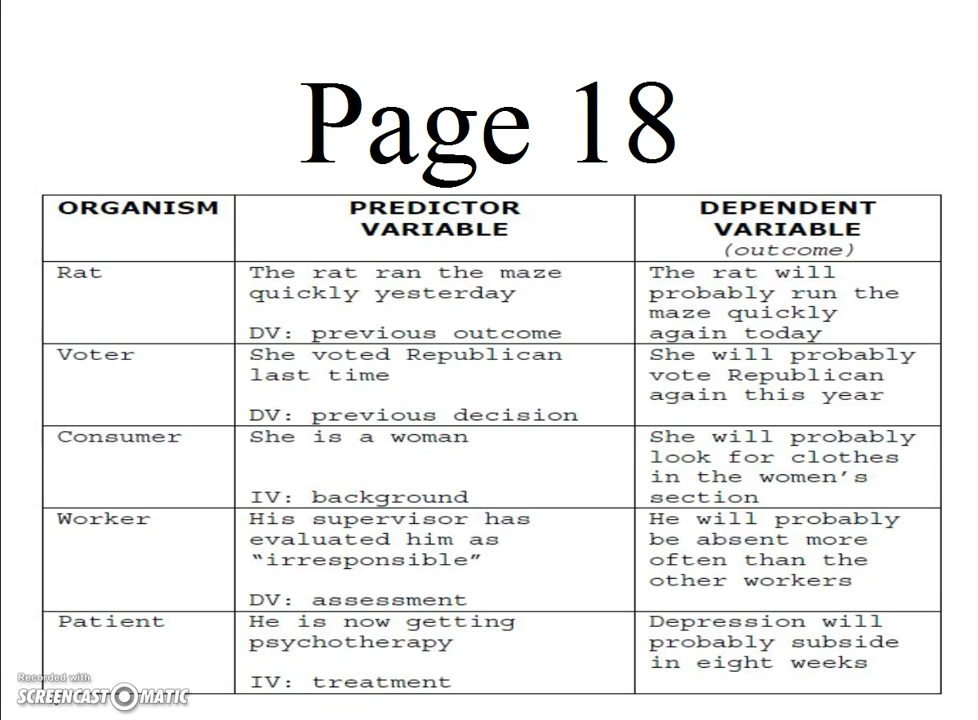 Page 18
ORGANISM
PREDICTOR
VARIABLE
DEPENDENT
VARIABLE
(outcome)
Rat
The rat ran the maze
quickly yesterday
DV: previous outcome
The rat will
probably run the
maze quickly
again today
Voter
She voted Republican
last time
DV: previous decision
She will probably
vote Republican
again this year
Consumer
She is a woman
IV: background
She will probably
look for clothes
in the women's
section
Worker
His supervisor has
evaluated him as
"irresponsible"
DV: assessment
He will probably
be absent more
often than the
other workers
Patient
He is now getting
psychotherapy
IV: treatment
Depression will
probably subside
in eight weeks
Recorded with
SCREENCAST-O-MATIC